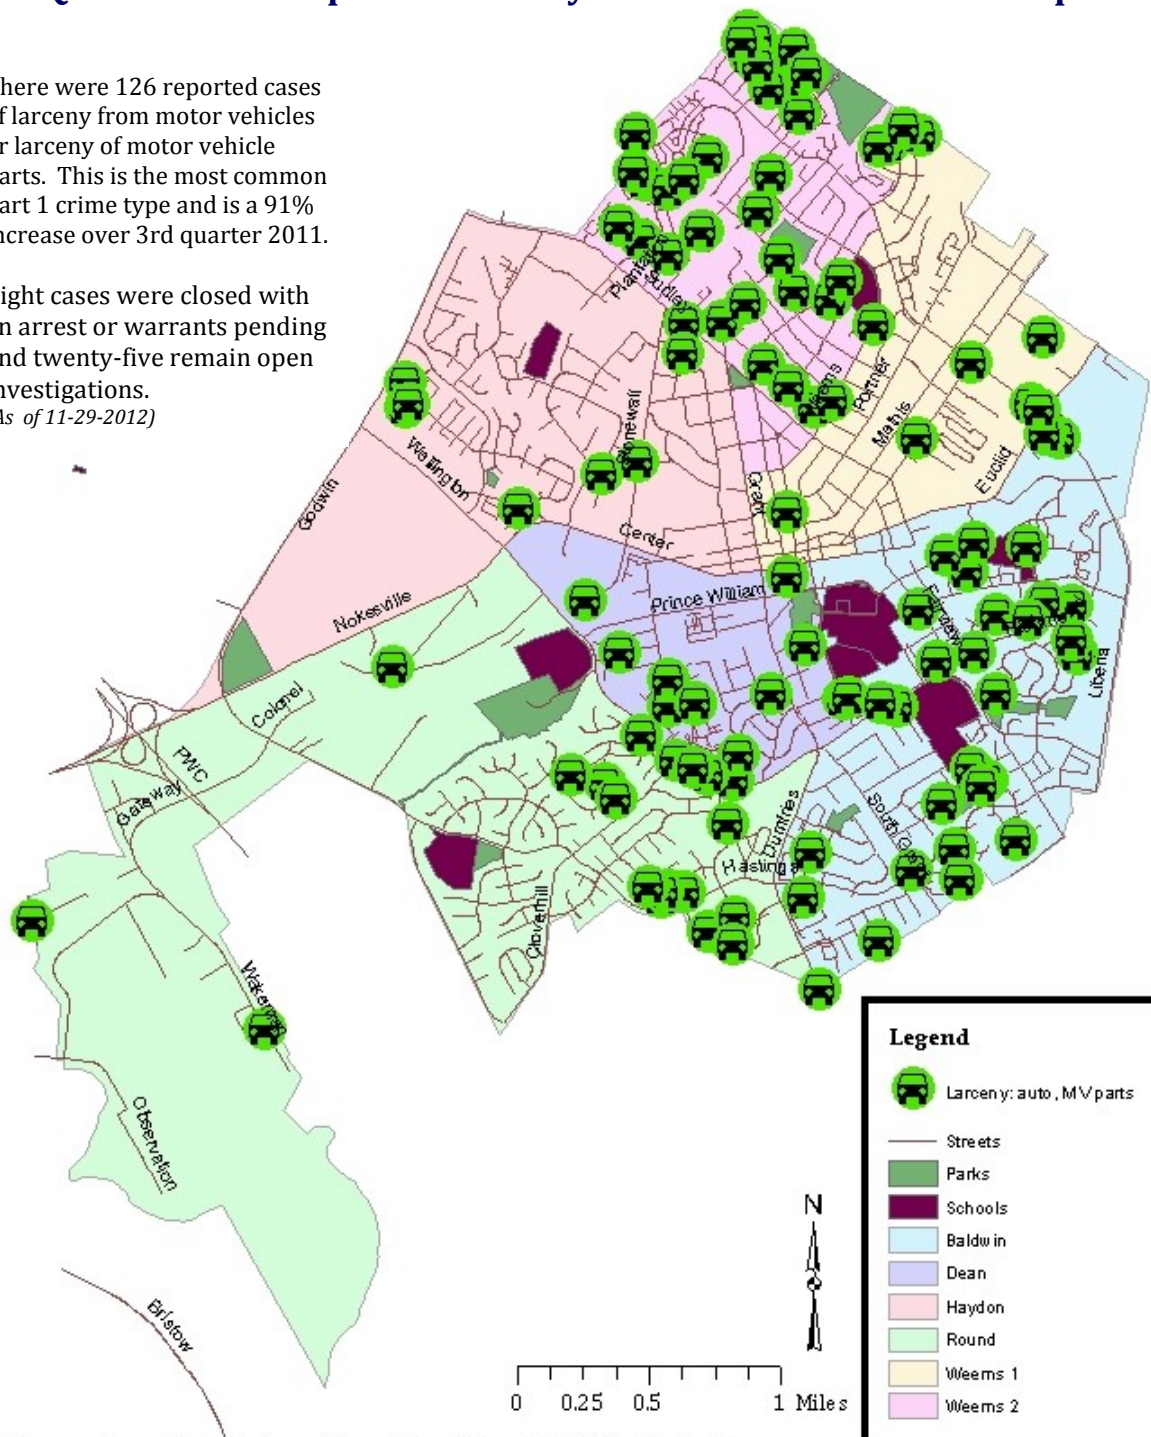 here were 126 reported cases
f larceny from motor vehicles
r larceny of motor vehicle
arts. This is the most common
art 1 crime type and is a 91%
ncrease over 3rd quarter 2011.
ight cases were closed with
n arrest or warrants pending
nd twenty-five remain open
nvestigations.
As of 11-29-2012)
Plantation
Sudley
Stonewall
Wellington
Godwin
Weems
Portner
Mathis
Euclid
Grant
Center
Nokesville
Prince William
Fairview
Liberia
Colonel
PWC
Gateway
Dumfries
South Grant
Hastings
Cloverhill
Wakeman
Observation
Bristow
N
0 0.25 0.5 1 Miles
Legend
Larceny: auto, MV parts
Streets
Parks
Schools
Baldwin
Dean
Haydon
Round
Weems 1
Weems 2